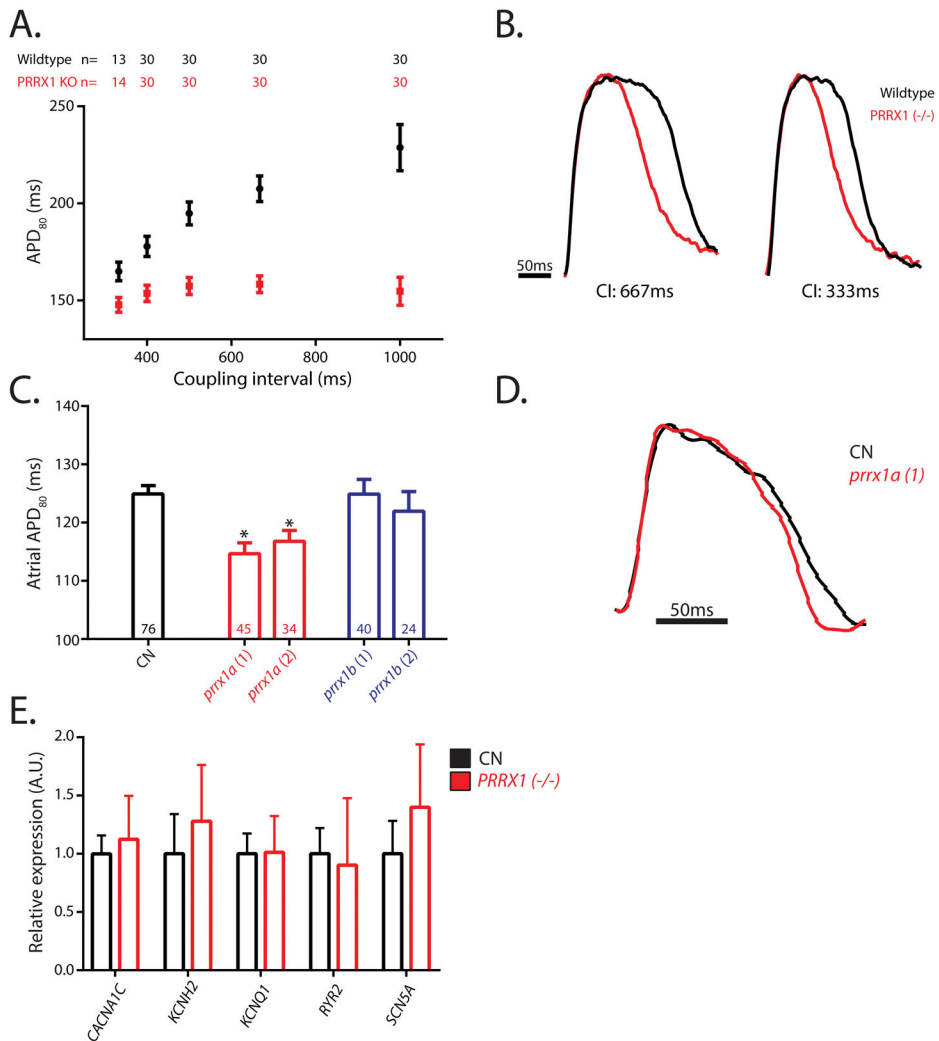 A.
Wildtype n= 13 30 30 30 30
PRRX1 KO n= 14 30 30 30 30
250
200
150
APD80 (ms)
400 600 800 1000
Coupling interval (ms)
B.
Wildtype
PRRX1 (-/-)
50ms
CI: 667ms
CI: 333ms
C.
140
130
120
110
100
Atrial APD80 (ms)
76 45 34 40 24
* *
CN
prrx1a (1)
prrx1a (2)
prrx1b (1)
prrx1b (2)
D.
CN
prrx1a (1)
50ms
E.
2.0
1.5
1.0
0.5
0.0
Relative expression (A.U.)
CN
PRRX1 (-/-)
CACNA1C
KCNH2
KCNQ1
RYR2
SCN5A